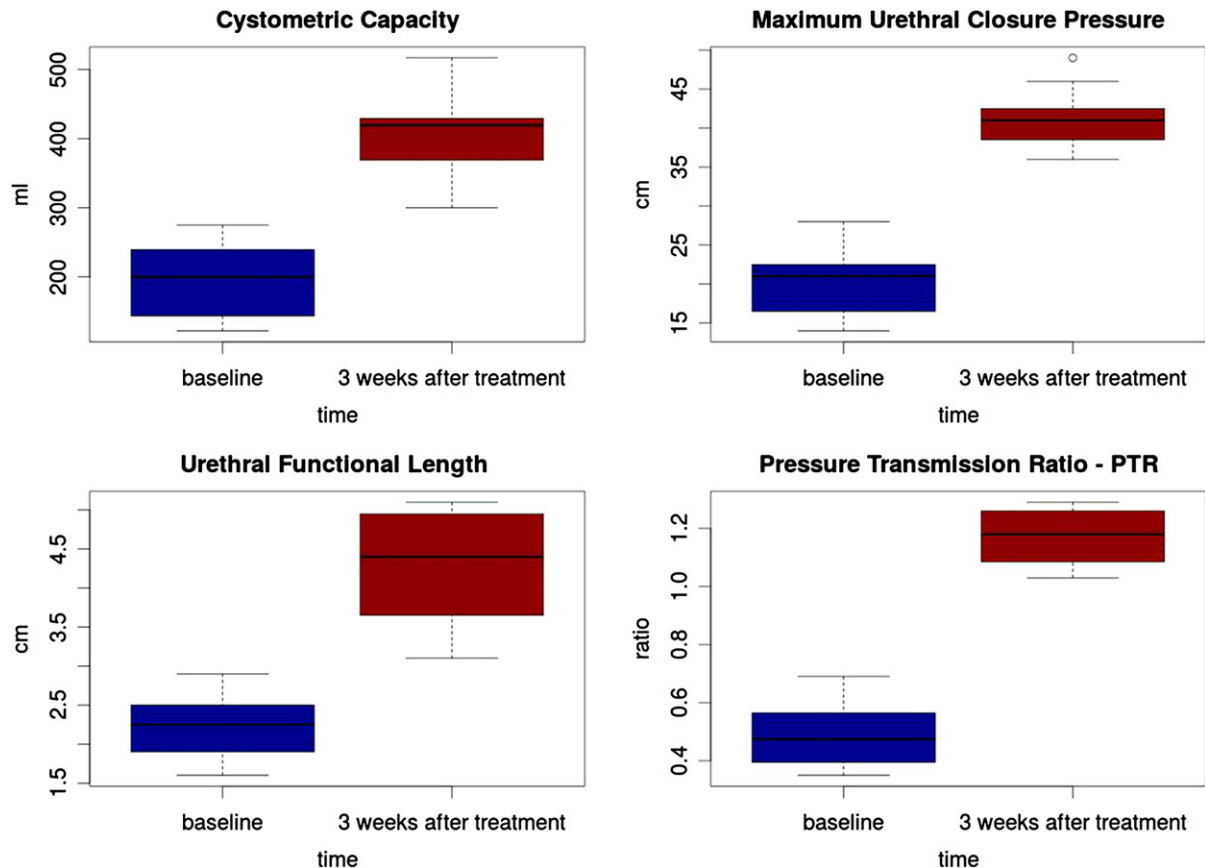 Cystometric Capacity
ml
500
400
300
200
baseline
3 weeks after treatment
time
Maximum Urethral Closure Pressure
cm
45
35
25
15
baseline
3 weeks after treatment
time
Urethral Functional Length
cm
4.5
3.5
2.5
1.5
baseline
3 weeks after treatment
time
Pressure Transmission Ratio - PTR
ratio
1.2
1.0
0.8
0.6
0.4
baseline
3 weeks after treatment
time